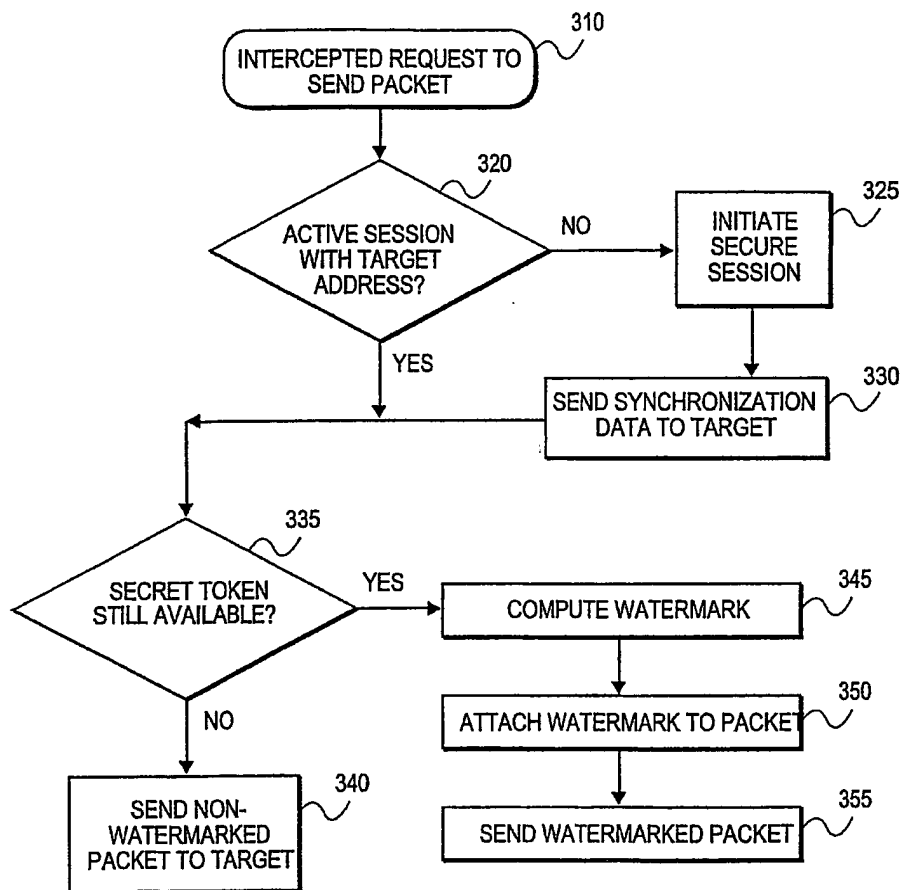 310
INTERCEPTED REQUEST TO
SEND PACKET
320
ACTIVE SESSION
WITH TARGET
ADDRESS?
NO
325
INITIATE
SECURE
SESSION
YES
330
SEND SYNCHRONIZATION
DATA TO TARGET
335
SECRET TOKEN
STILL AVAILABLE?
YES
345
COMPUTE WATERMARK
350
ATTACH WATERMARK TO PACKET
355
SEND WATERMARKED PACKET
NO
340
SEND NON-
WATERMARKED
PACKET TO TARGET